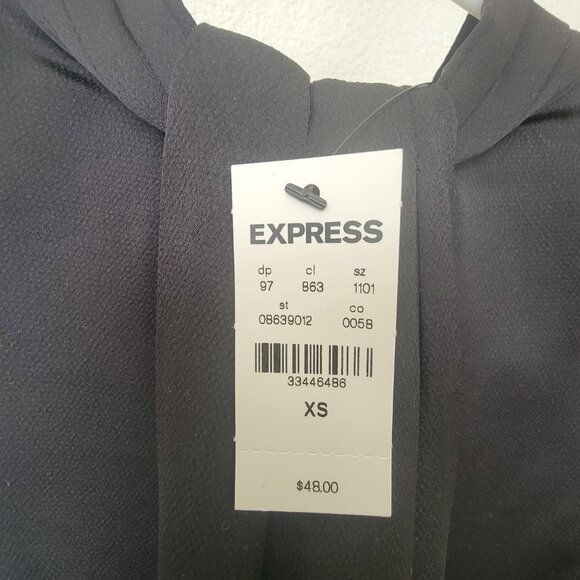 EXPRESS
dp cl sz
97 863 1101
st co
08639012 0058
33446486
XS
$48.00